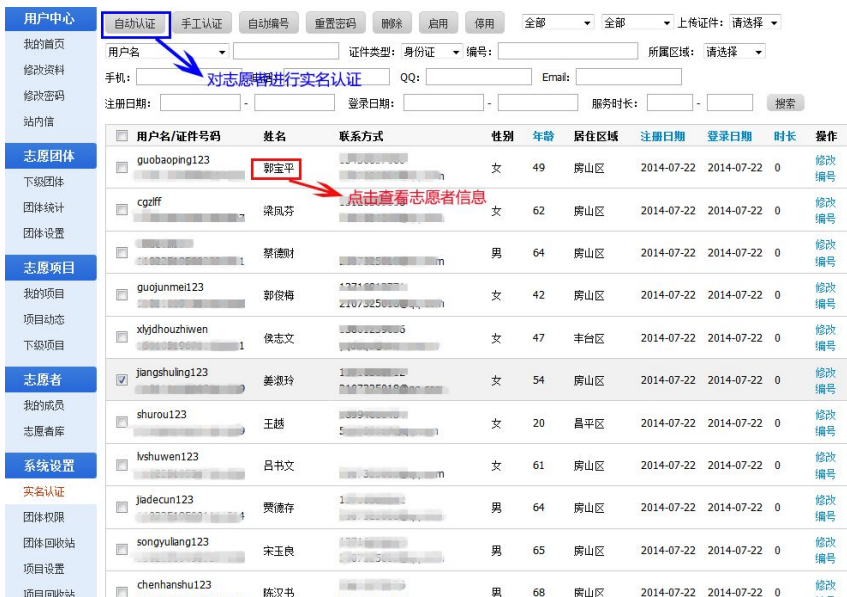 用户中心
我的首页
修改资料
修改密码
站内信
志愿团体
下级团体
团体统计
团体设置
志愿项目
我的项目
项目动态
下级项目
志愿者
我的成员
志愿者库
系统设置
实名认证
团体权限
团体回收站
项目设置
项目回收站
自动认证 手工认证 自动编号 重置密码 删除 启用 停用 全部 全部 上传证件: 请选择
用户名 证件类型: 身份证 编号: 所属区域: 请选择
手机: QQ: Email:
对志愿者进行实名认证
注册日期: - 登录日期: - 服务时长: - 搜索
用户名/证件号码 姓名 联系方式 性别 年龄 居住区域 注册日期 登录日期 时长 操作
guobaoping123 郭宝平 女 49 房山区 2014-07-22 2014-07-22 0 修改
编号
点击查看志愿者信息
cgzlff 梁凤芬 女 62 房山区 2014-07-22 2014-07-22 0 修改
编号
蔡德财 男 64 房山区 2014-07-22 2014-07-22 0 修改
编号
guojunmei123 郭俊梅 女 42 房山区 2014-07-22 2014-07-22 0 修改
编号
xlyjdhouzhiwen 侯志文 女 47 丰台区 2014-07-22 2014-07-22 0 修改
编号
jiangshuling123 姜淑玲 女 54 房山区 2014-07-22 2014-07-22 0 修改
编号
shurou123 王越 女 20 昌平区 2014-07-22 2014-07-22 0 修改
编号
lvshuwen123 吕书文 女 61 房山区 2014-07-22 2014-07-22 0 修改
编号
jiadecun123 贾德存 男 64 房山区 2014-07-22 2014-07-22 0 修改
编号
songyuliang123 宋玉良 男 65 房山区 2014-07-22 2014-07-22 0 修改
编号
chenhanshu123 陈汉书 男 68 房山区 2014-07-22 2014-07-22 0 修改